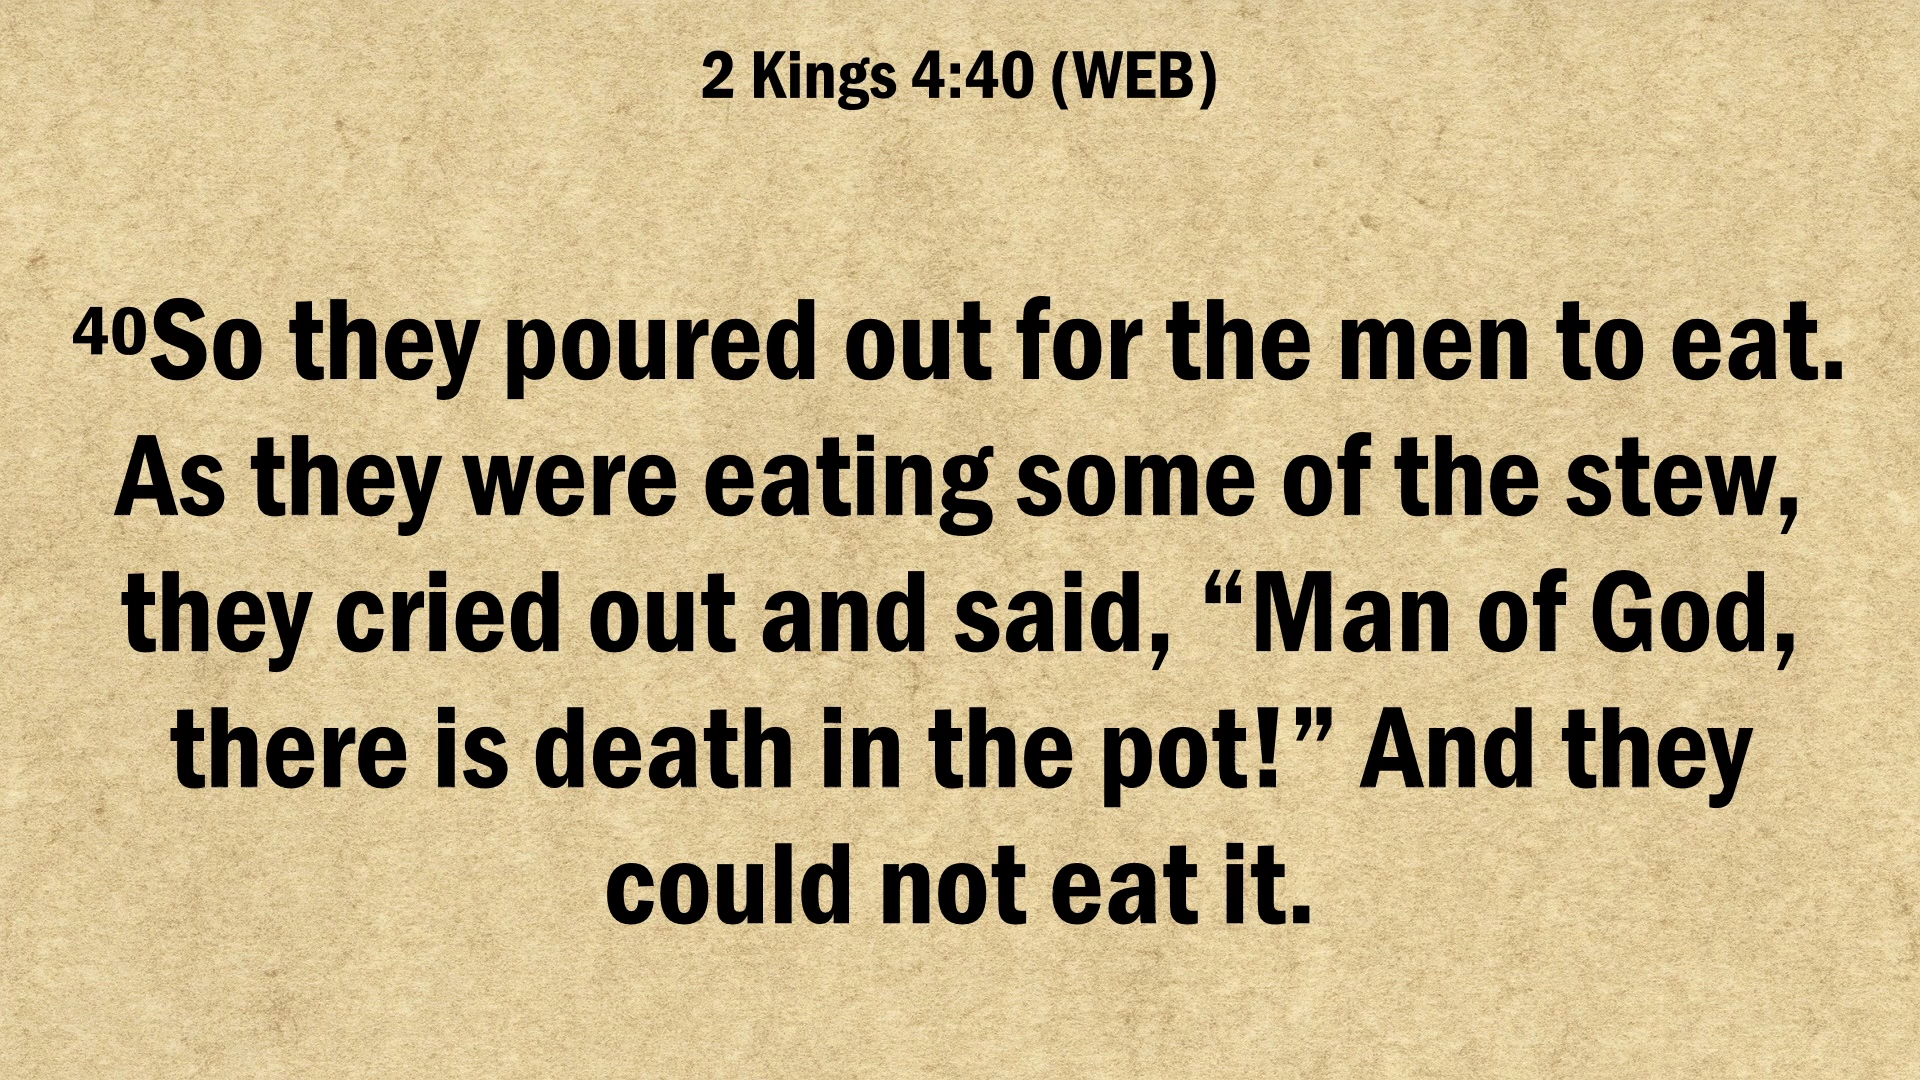 2 Kings 4:40 (WEB)
⁴⁰So they poured out for the men to eat.
As they were eating some of the stew,
they cried out and said, “Man of God,
there is death in the pot!” And they
could not eat it.